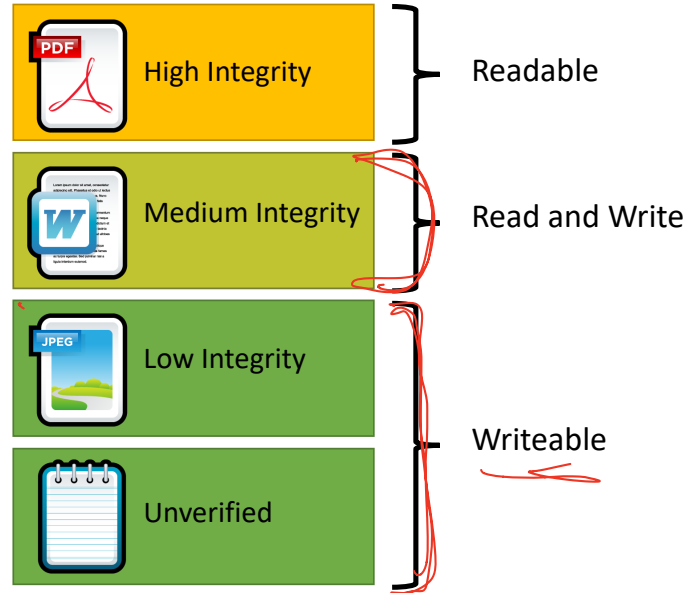 PDF
High Integrity
Readable
W
Medium Integrity
Read and Write
JPEG
Low Integrity
Writeable
Unverified